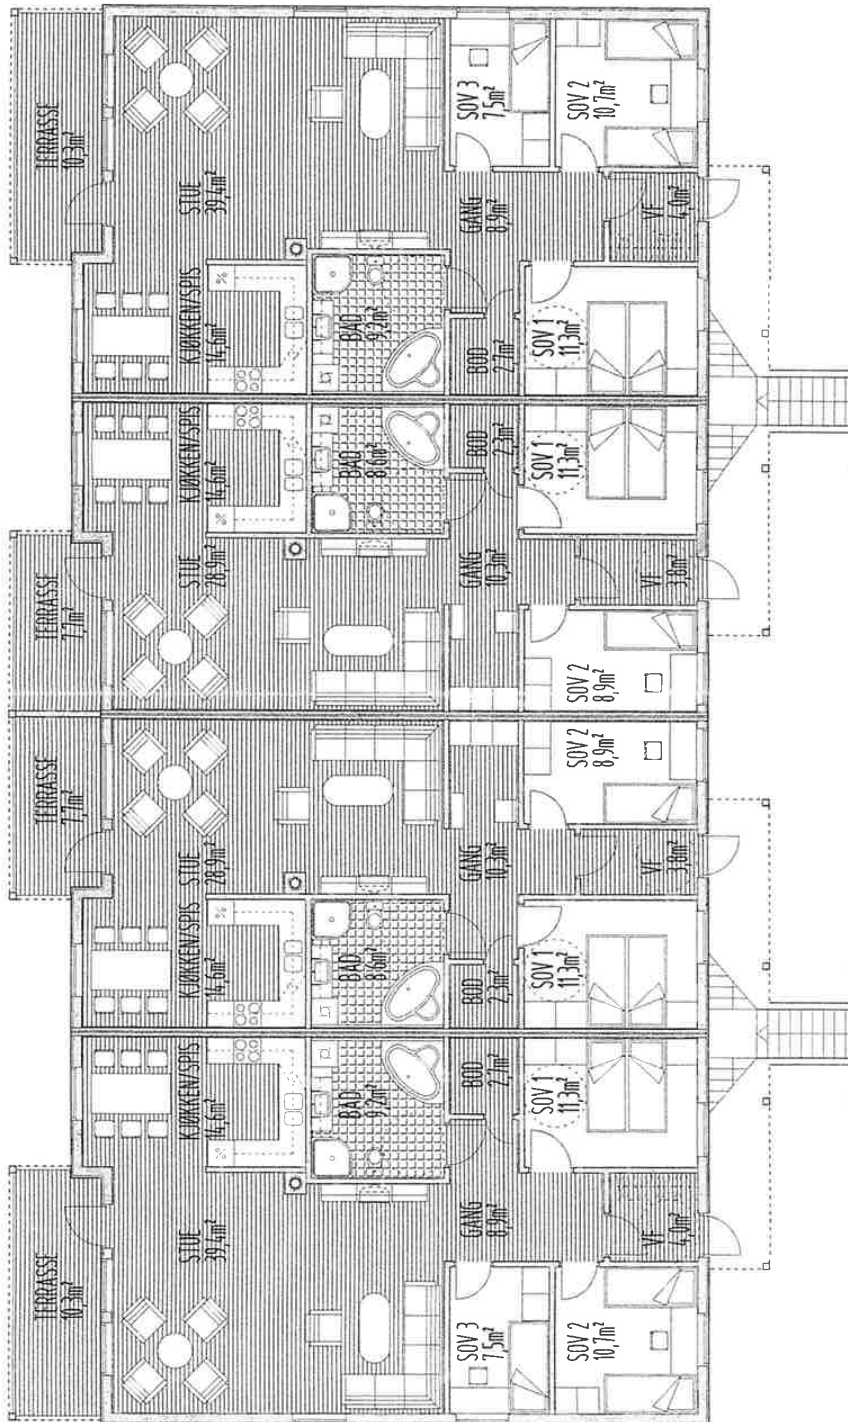 TERRASSE
10,3m²
STUE
39,4m²
KJØKKEN/SPIS
14,6m²
BAD
9,2m²
BOD
2,7m²
GANG
8,9m²
SOV 1
11,3m²
SOV 2
10,7m²
SOV 3
7,5m²
VF
4,0m²
TERRASSE
7,7m²
STUE
28,9m²
KJØKKEN/SPIS
14,6m²
BAD
8,6m²
BOD
2,3m²
GANG
10,3m²
SOV 1
11,3m²
SOV 2
8,9m²
VF
3,8m²
TERRASSE
7,7m²
STUE
28,9m²
KJØKKEN/SPIS
14,6m²
BAD
8,6m²
BOD
2,3m²
GANG
10,3m²
SOV 1
11,3m²
SOV 2
8,9m²
VF
3,8m²
TERRASSE
10,3m²
STUE
39,4m²
KJØKKEN/SPIS
14,6m²
BAD
9,2m²
BOD
2,7m²
GANG
8,9m²
SOV 1
11,3m²
SOV 2
10,7m²
SOV 3
7,5m²
VF
4,0m²